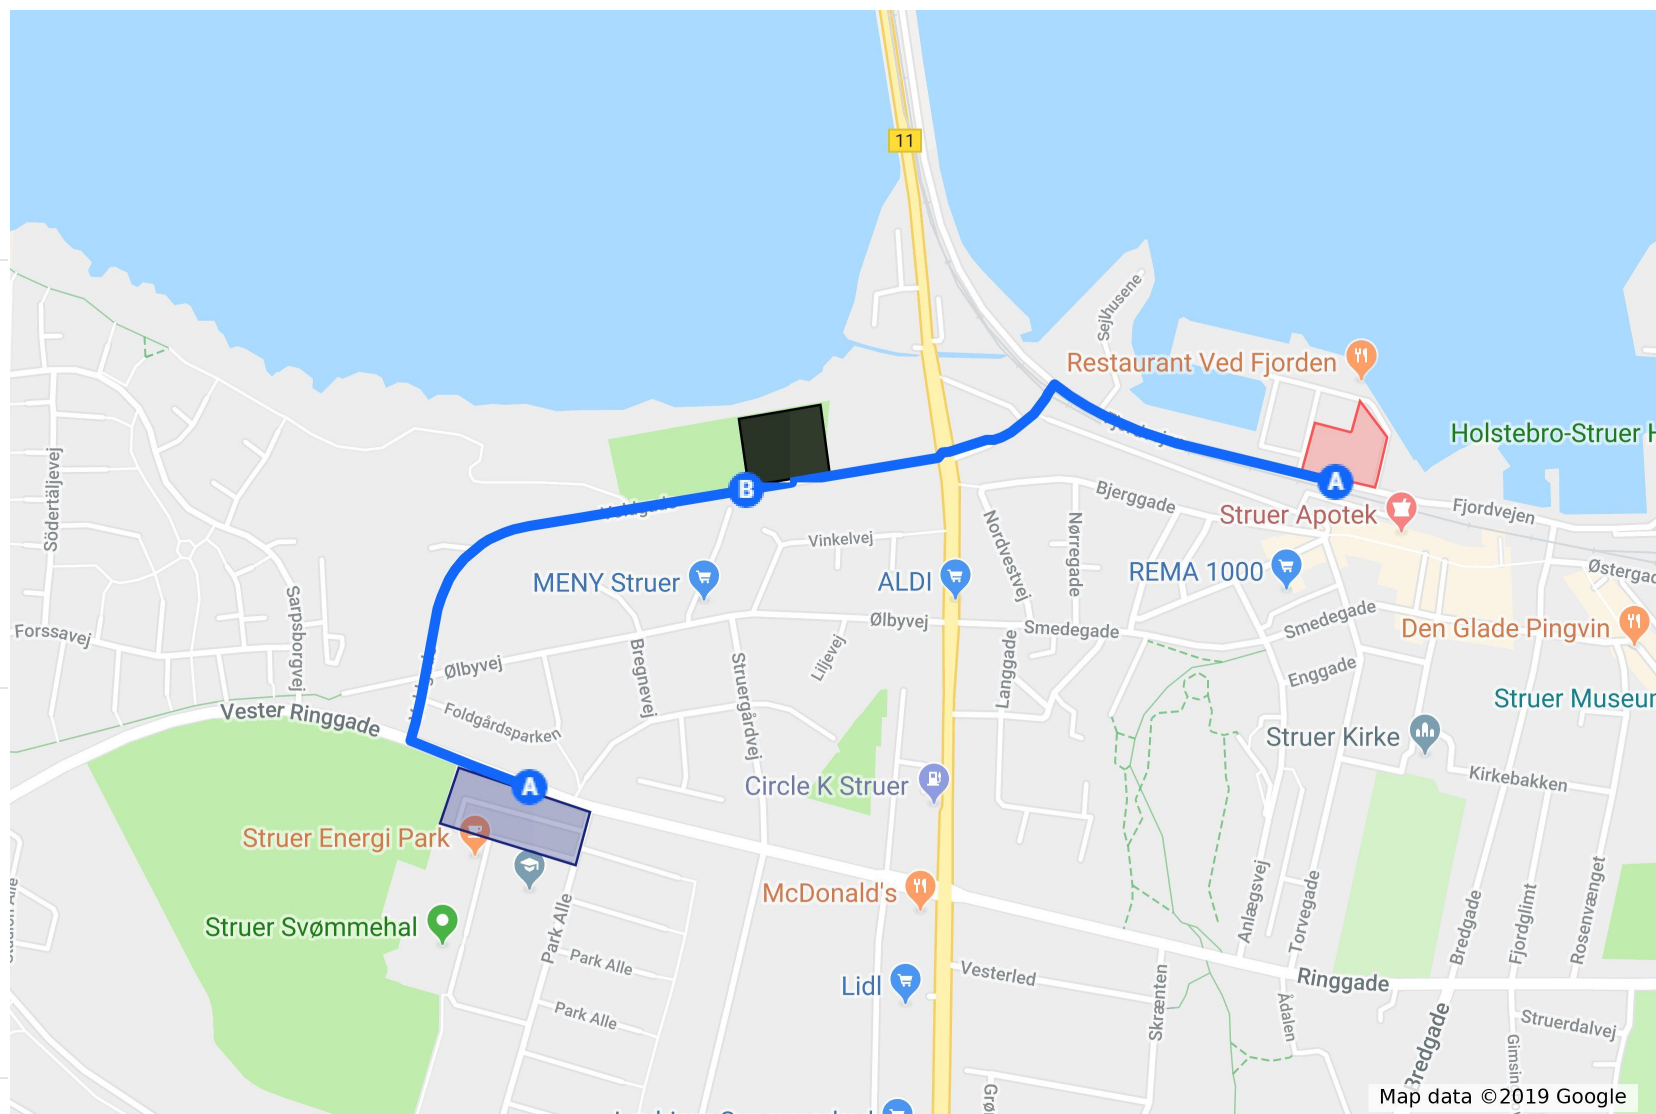 11
Sejlhusene
Restaurant Ved Fjorden
Fjordvejen
Holstebro-Struer H
Södertäljevej
Bjerggade
Fjordvejen
B
A
Voldgade
Struer Apotek
Nordvestvej
Nørregade
Vinkelvej
MENY Struer
ALDI
REMA 1000
Østergad
Sarpsborgvej
Forssavej
Ølbyvej
Smedegade
Smedegade
Den Glade Pingvin
Ølbyvej
Bregnevej
Struergårdvej
Liljevej
Langgade
Enggade
Struer Museum
Vester Ringgade
Foldgårdsparken
Struer Kirke
Kirkebakken
A
Circle K Struer
Struer Energi Park
McDonald's
Struer Svømmehal
Park Alle
Anlægsvej
Torvegade
Bredgade
Fjordglimt
Rosenvænget
Park Alle
Lidl
Vesterled
Skrænten
Ringgade
Ådalen
Park Alle
Struerdalvej
Bredgade
Map data ©2019 Google